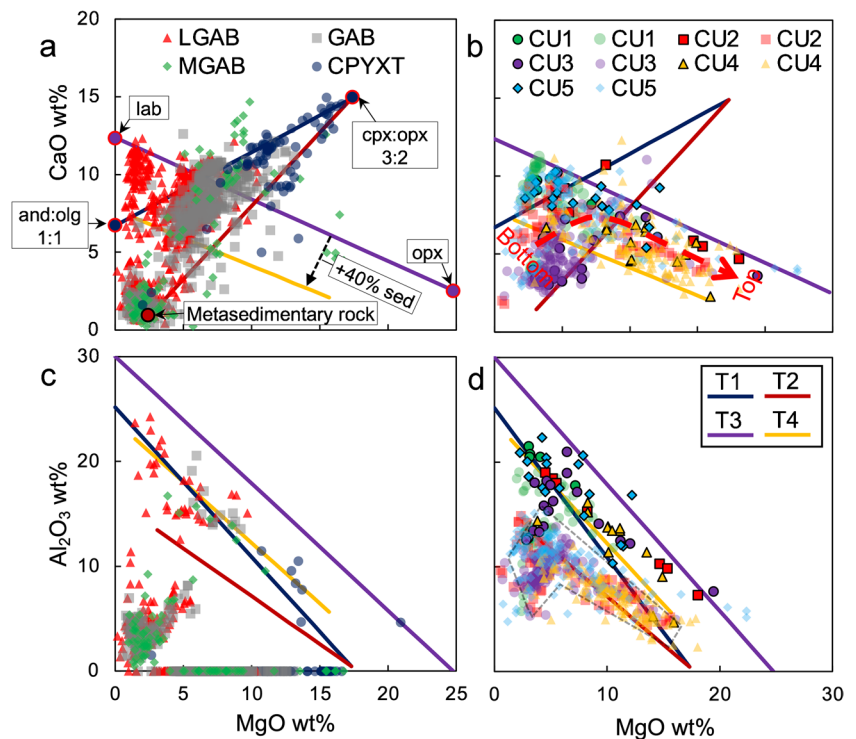 a
LGAB
GAB
MGAB
CPYXT
lab
cpx:opx
3:2
and:olg
1:1
opx
+40% sed
Metasedimentary rock
CaO wt%
20
15
10
5
0
b
CU1
CU1
CU2
CU2
CU3
CU3
CU4
CU4
CU5
CU5
Bottom
Top
c
Al2O3 wt%
30
20
10
0
0
5
10
15
20
25
MgO wt%
d
T1
T2
T3
T4
0
10
20
30
MgO wt%